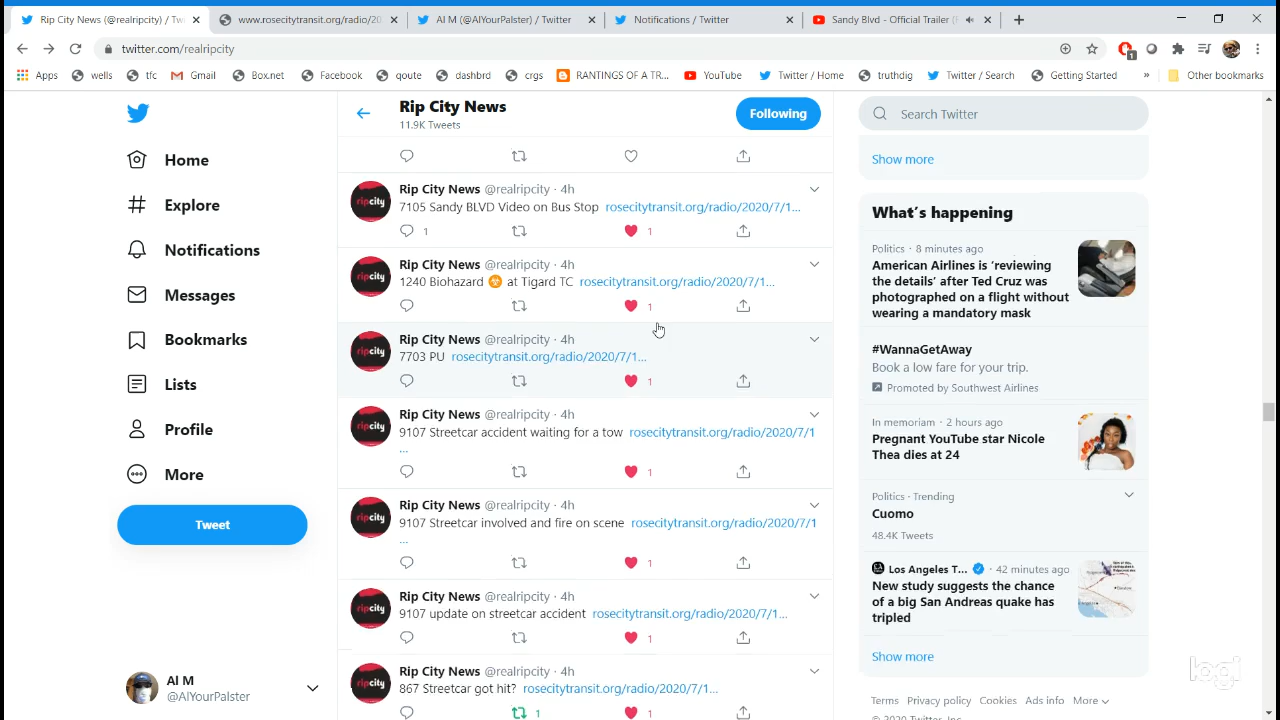 Rip City News (@realripcity) / Tw
www.rosecitytransit.org/radio/20
Al M (@AlYourPalster) / Twitter
Notifications / Twitter
Sandy Blvd - Official Trailer (
twitter.com/realripcity
1
Apps
wells
tfc
Gmail
Box.net
Facebook
qoute
dashbrd
crgs
RANTINGS OF A TR...
YouTube
Twitter / Home
truthdig
Twitter / Search
Getting Started
»
Other bookmarks
Home
Explore
Notifications
Messages
Bookmarks
Lists
Profile
More
Tweet
Al M
@AlYourPalster
Rip City News
11.9K Tweets
Following
ripcity
Rip City News @realripcity · 4h
7105 Sandy BLVD Video on Bus Stop rosecitytransit.org/radio/2020/7/1...
1 1
ripcity
Rip City News @realripcity · 4h
1240 Biohazard ☣ at Tigard TC rosecitytransit.org/radio/2020/7/1...
1
ripcity
Rip City News @realripcity · 4h
7703 PU rosecitytransit.org/radio/2020/7/1...
1
ripcity
Rip City News @realripcity · 4h
9107 Streetcar accident waiting for a tow rosecitytransit.org/radio/2020/7/1
...
1
ripcity
Rip City News @realripcity · 4h
9107 Streetcar involved and fire on scene rosecitytransit.org/radio/2020/7/1
...
1
ripcity
Rip City News @realripcity · 4h
9107 update on streetcar accident rosecitytransit.org/radio/2020/7/1...
1
ripcity
Rip City News @realripcity · 4h
867 Streetcar got hit? rosecitytransit.org/radio/2020/7/1...
1 1
Search Twitter
Show more
What's happening
Politics · 8 minutes ago
American Airlines is 'reviewing
the details' after Ted Cruz was
photographed on a flight without
wearing a mandatory mask
#WannaGetAway
Book a low fare for your trip.
Promoted by Southwest Airlines
In memoriam · 2 hours ago
Pregnant YouTube star Nicole
Thea dies at 24
Politics · Trending
Cuomo
48.4K Tweets
Los Angeles T... · 42 minutes ago
New study suggests the chance
of a big San Andreas quake has
tripled
Show more
Terms Privacy policy Cookies Ads info More
© 2020 Twitter, Inc.